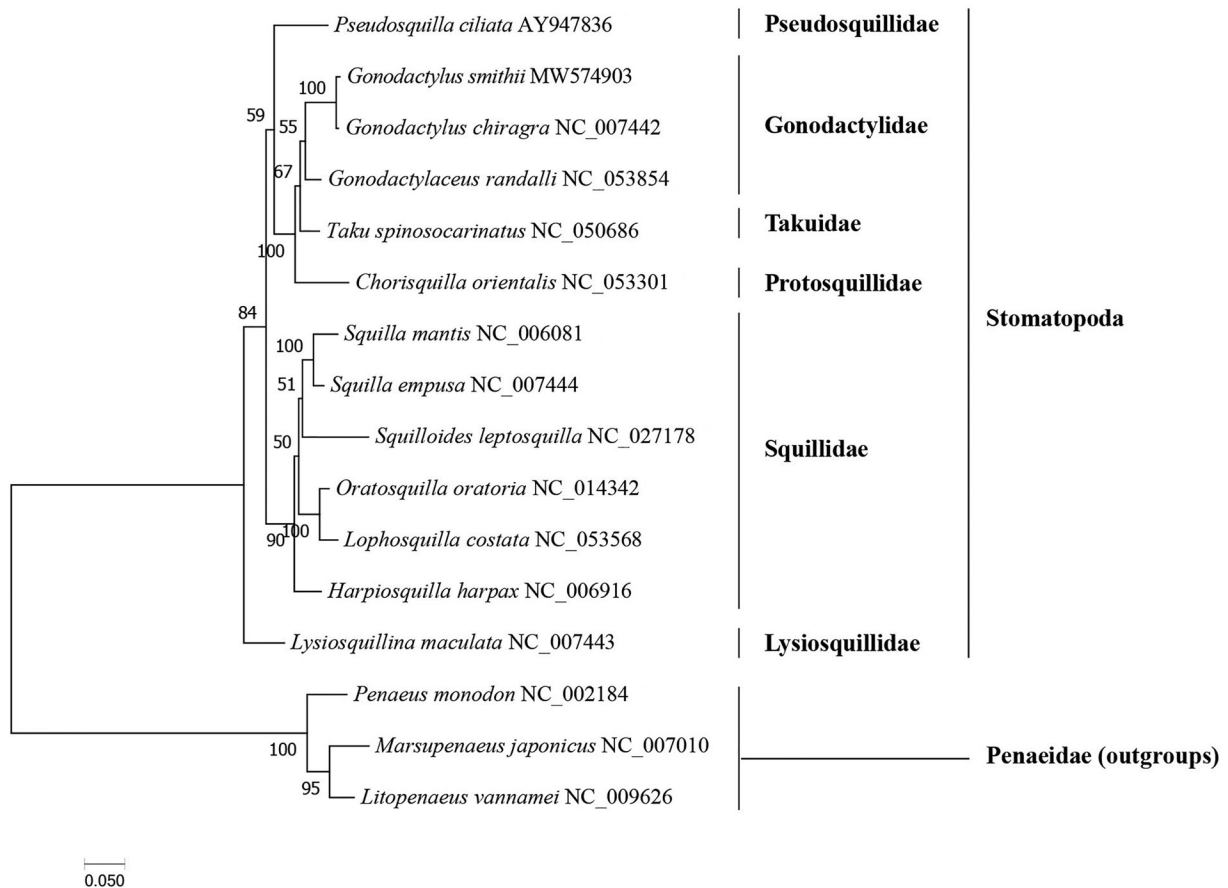 Pseudosquilla ciliata AY947836 Pseudosquillidae
Gonodactylus smithii MW574903
100
59 55 Gonodactylus chiragra NC_007442 Gonodactylidae
67 Gonodactylaceus randalli NC_053854
Taku spinosocarinatus NC_050686 Takuidae
100
Chorisquilla orientalis NC_053301 Protosquillidae
84 Stomatopoda
Squilla mantis NC_006081
100
51 Squilla empusa NC_007444
50 Squilloides leptosquilla NC_027178 Squillidae
Oratosquilla oratoria NC_014342
90 100 Lophosquilla costata NC_053568
Harpiosquilla harpax NC_006916
Lysiosquillina maculata NC_007443 Lysiosquillidae
Penaeus monodon NC_002184
100 Marsupenaeus japonicus NC_007010 Penaeidae (outgroups)
95 Litopenaeus vannamei NC_009626
0.050